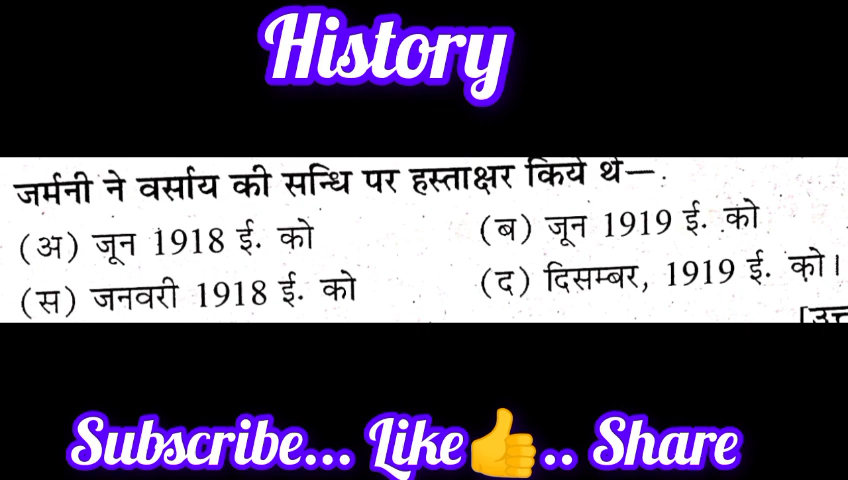 History
जर्मनी ने वर्साय की सन्धि पर हस्ताक्षर किये थे—
(अ) जून 1918 ई. को (ब) जून 1919 ई. को
(स) जनवरी 1918 ई. को (द) दिसम्बर, 1919 ई. को।
Subscribe... Like👍.. Share